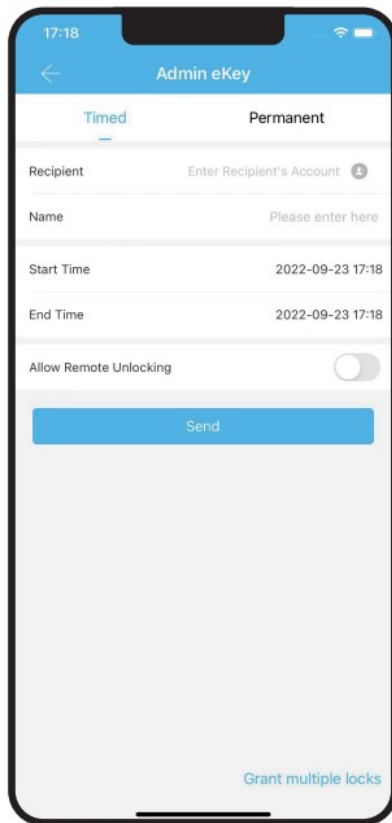 17:18
Admin eKey
Timed Permanent
Recipient Enter Recipient's Account
Name Please enter here
Start Time 2022-09-23 17:18
End Time 2022-09-23 17:18
Allow Remote Unlocking
Send
Grant multiple locks